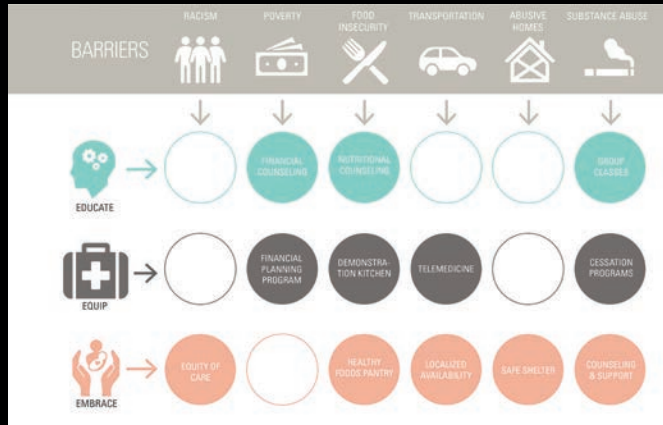 RACISM
POVERTY
FOOD
INSECURITY
TRANSPORTATION
ABUSIVE
HOMES
SUBSTANCE ABUSE
BARRIERS
EDUCATE
FINANCIAL
COUNSELING
NUTRITIONAL
COUNSELING
GROUP
CLASSES
EQUIP
FINANCIAL
PLANNING
PROGRAM
DEMONSTRA-
TION KITCHEN
TELEMEDICINE
CESSATION
PROGRAMS
EMBRACE
EQUITY OF
CARE
HEALTHY
FOODS PANTRY
LOCALIZED
AVAILABILITY
SAFE SHELTER
COUNSELING
& SUPPORT